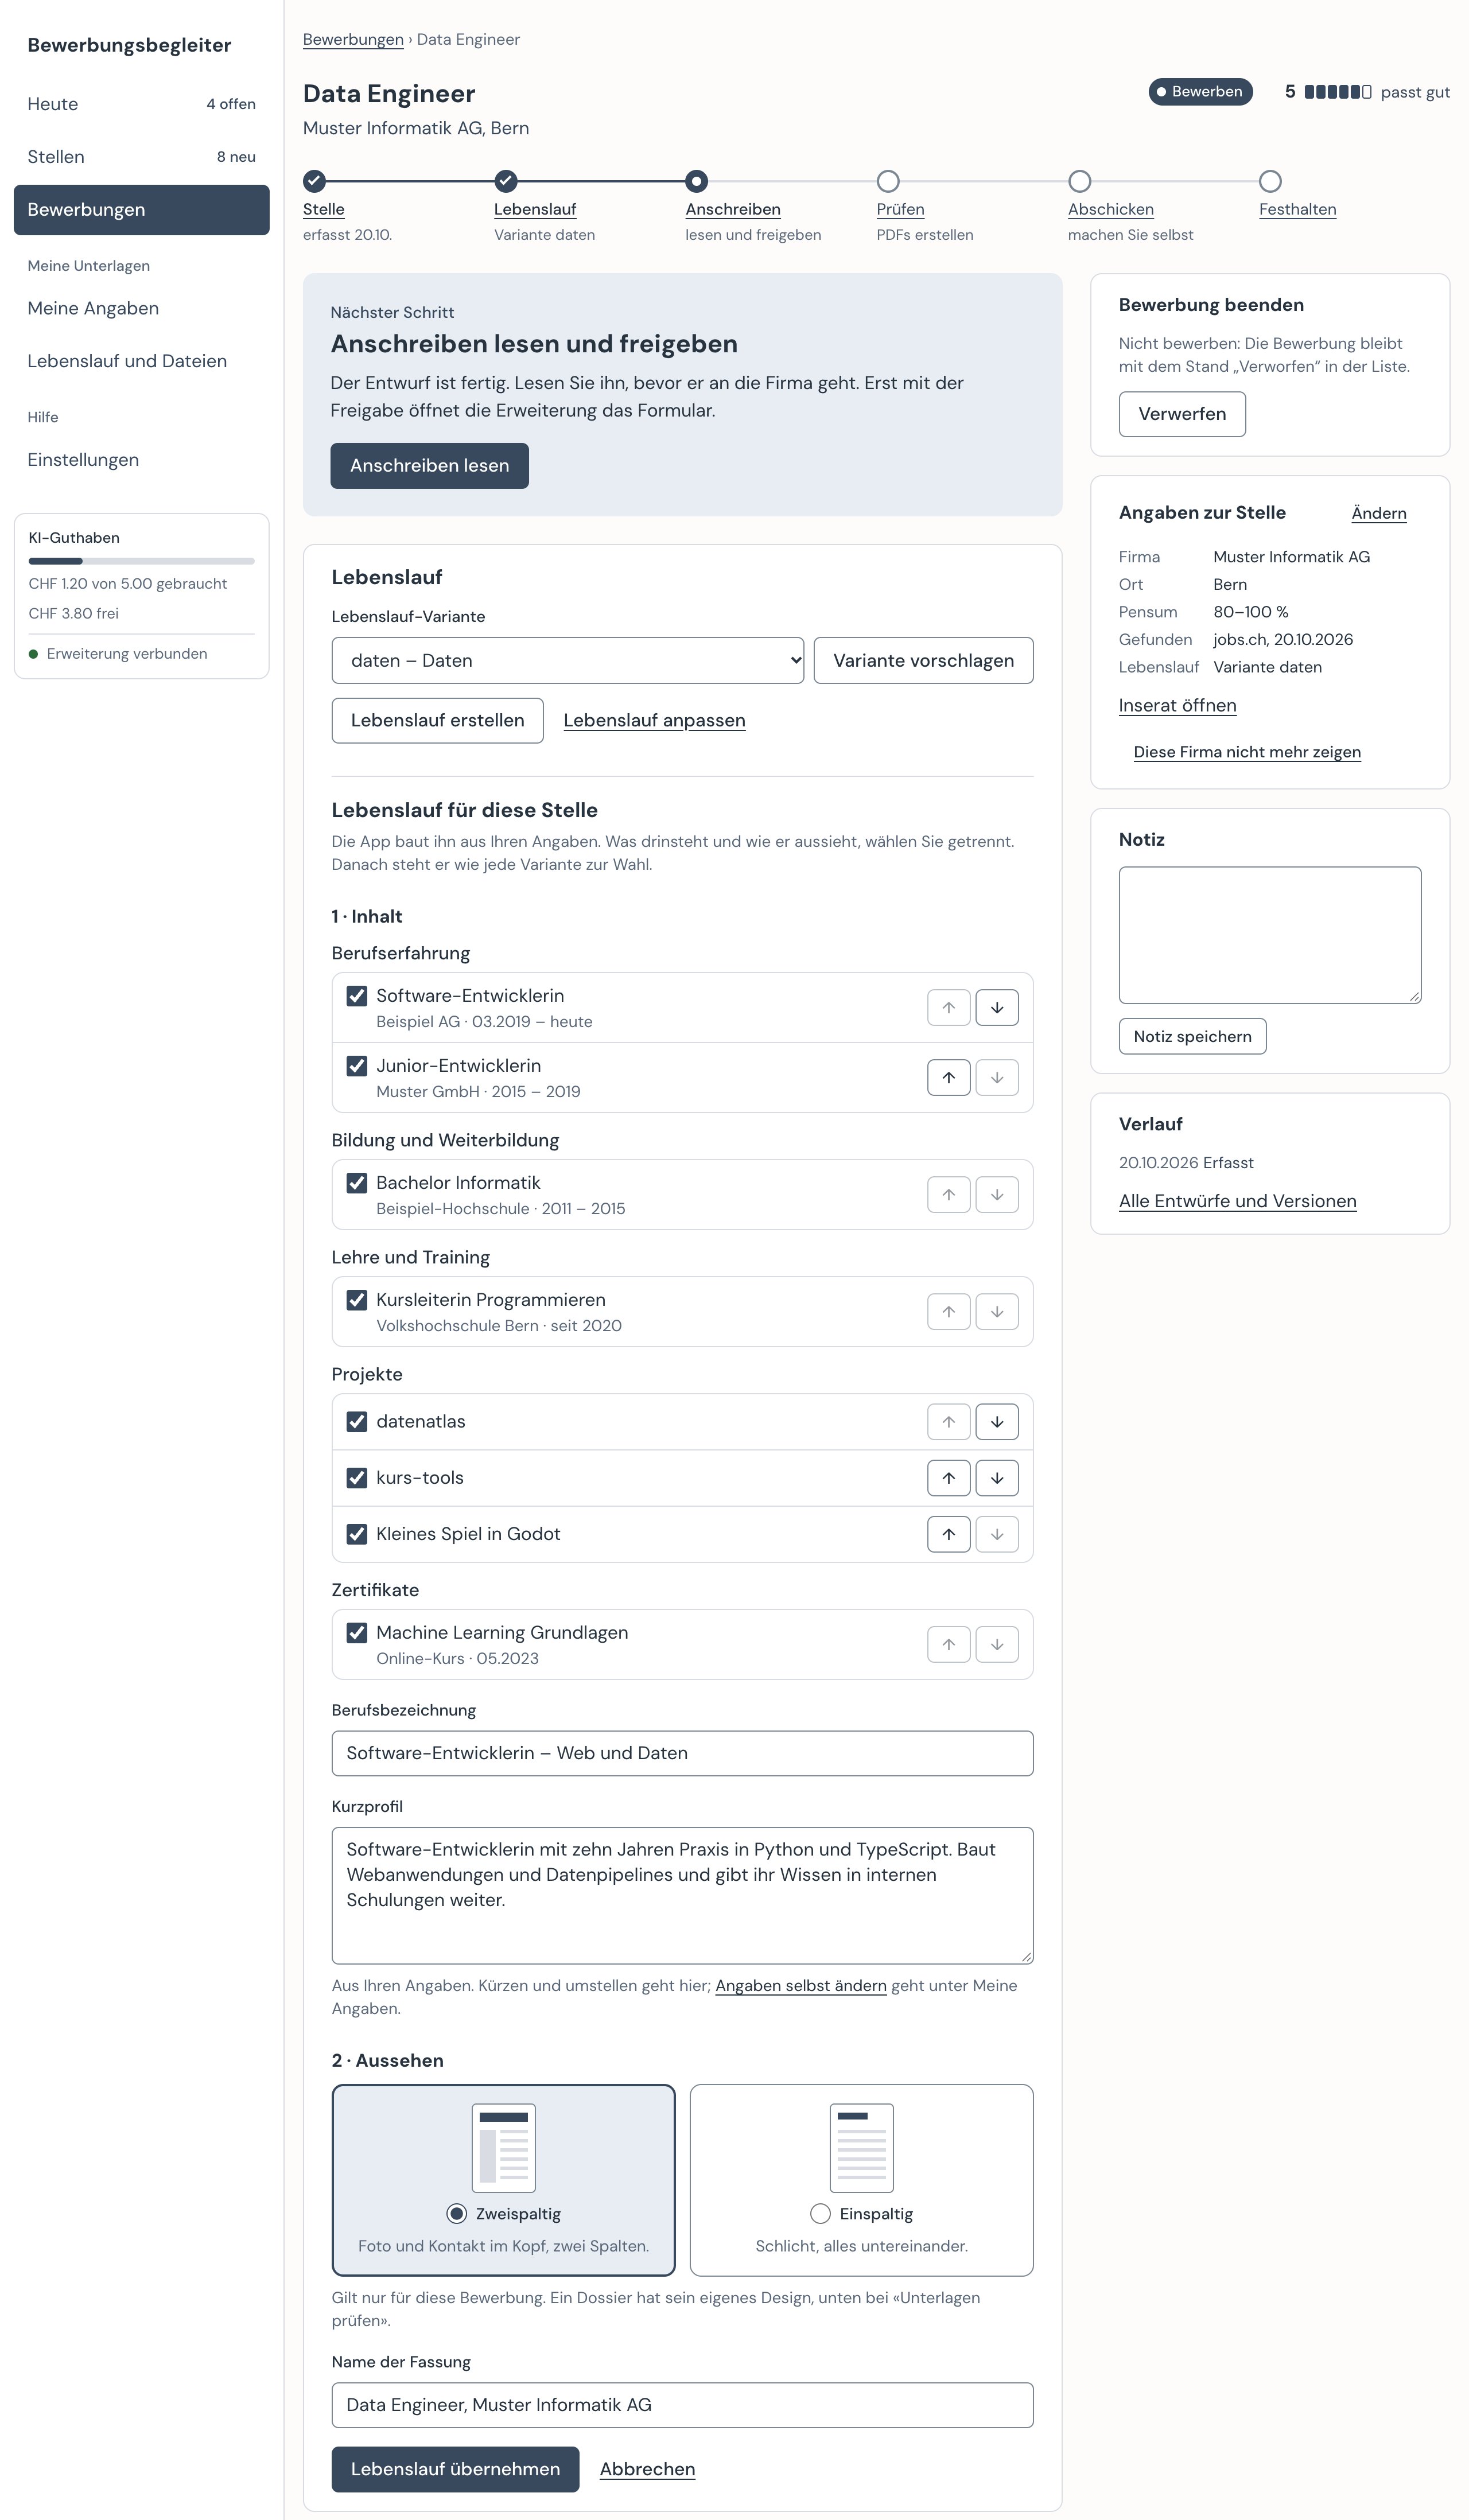 Bewerbungsbegleiter
Heute 4 offen
Stellen 8 neu
Bewerbungen
Meine Unterlagen
Meine Angaben
Lebenslauf und Dateien
Hilfe
Einstellungen
KI-Guthaben
CHF 1.20 von 5.00 gebraucht
CHF 3.80 frei
Erweiterung verbunden
Bewerbungen › Data Engineer
Data Engineer
Muster Informatik AG, Bern
Bewerben 5 passt gut
Stelle
erfasst 20.10.
Lebenslauf
Variante daten
Anschreiben
lesen und freigeben
Prüfen
PDFs erstellen
Abschicken
machen Sie selbst
Festhalten
Nächster Schritt
Anschreiben lesen und freigeben
Der Entwurf ist fertig. Lesen Sie ihn, bevor er an die Firma geht. Erst mit der
Freigabe öffnet die Erweiterung das Formular.
Anschreiben lesen
Lebenslauf
Lebenslauf-Variante
daten – Daten
Variante vorschlagen
Lebenslauf erstellen
Lebenslauf anpassen
Lebenslauf für diese Stelle
Die App baut ihn aus Ihren Angaben. Was drinsteht und wie er aussieht, wählen Sie getrennt.
Danach steht er wie jede Variante zur Wahl.
1 · Inhalt
Berufserfahrung
Software-Entwicklerin
Beispiel AG · 03.2019 – heute
↑ ↓
Junior-Entwicklerin
Muster GmbH · 2015 – 2019
↑ ↓
Bildung und Weiterbildung
Bachelor Informatik
Beispiel-Hochschule · 2011 – 2015
↑ ↓
Lehre und Training
Kursleiterin Programmieren
Volkshochschule Bern · seit 2020
↑ ↓
Projekte
datenatlas
↑ ↓
kurs-tools
↑ ↓
Kleines Spiel in Godot
↑ ↓
Zertifikate
Machine Learning Grundlagen
Online-Kurs · 05.2023
↑ ↓
Berufsbezeichnung
Software-Entwicklerin – Web und Daten
Kurzprofil
Software-Entwicklerin mit zehn Jahren Praxis in Python und TypeScript. Baut
Webanwendungen und Datenpipelines und gibt ihr Wissen in internen
Schulungen weiter.
Aus Ihren Angaben. Kürzen und umstellen geht hier; Angaben selbst ändern geht unter Meine
Angaben.
2 · Aussehen
Zweispaltig
Foto und Kontakt im Kopf, zwei Spalten.
Einspaltig
Schlicht, alles untereinander.
Gilt nur für diese Bewerbung. Ein Dossier hat sein eigenes Design, unten bei «Unterlagen
prüfen».
Name der Fassung
Data Engineer, Muster Informatik AG
Lebenslauf übernehmen
Abbrechen
Bewerbung beenden
Nicht bewerben: Die Bewerbung bleibt
mit dem Stand „Verworfen“ in der Liste.
Verwerfen
Angaben zur Stelle Ändern
Firma Muster Informatik AG
Ort Bern
Pensum 80–100 %
Gefunden jobs.ch, 20.10.2026
Lebenslauf Variante daten
Inserat öffnen
Diese Firma nicht mehr zeigen
Notiz
Notiz speichern
Verlauf
20.10.2026 Erfasst
Alle Entwürfe und Versionen